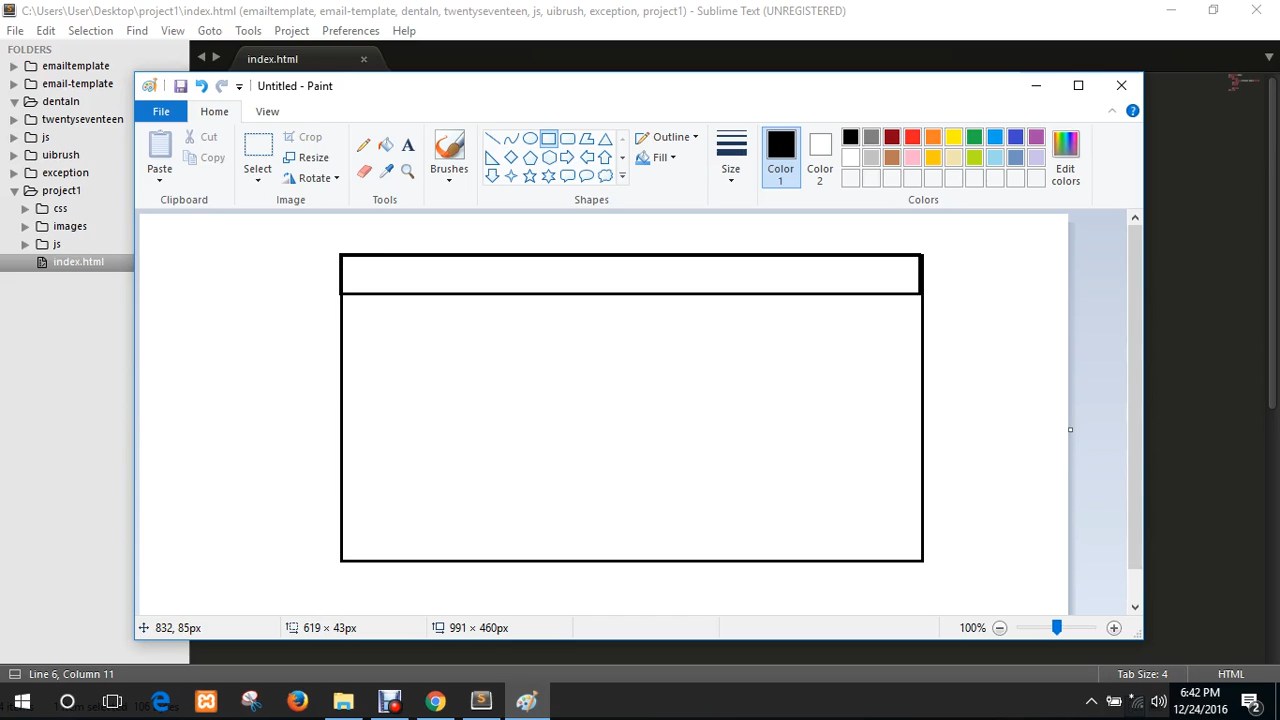 C:\Users\User\Desktop\project1\index.html (emailtemplate, email-template, dentaln, twentyseventeen, js, uibrush, exception, project1) - Sublime Text (UNREGISTERED)
File Edit Selection Find View Goto Tools Project Preferences Help
FOLDERS
emailtemplate
email-template
dentaln
twentyseventeen
js
uibrush
exception
project1
css
images
js
index.html
index.html
Untitled - Paint
File Home View
Paste
Cut
Copy
Clipboard
Select
Crop
Resize
Rotate
Image
A
Tools
Brushes
Outline
Fill
Shapes
Size
Color
1
Color
2
Edit
colors
Colors
832, 85px
619 × 43px
991 × 460px
100%
Line 6, Column 11
Tab Size: 4
HTML
6:42 PM
12/24/2016
2